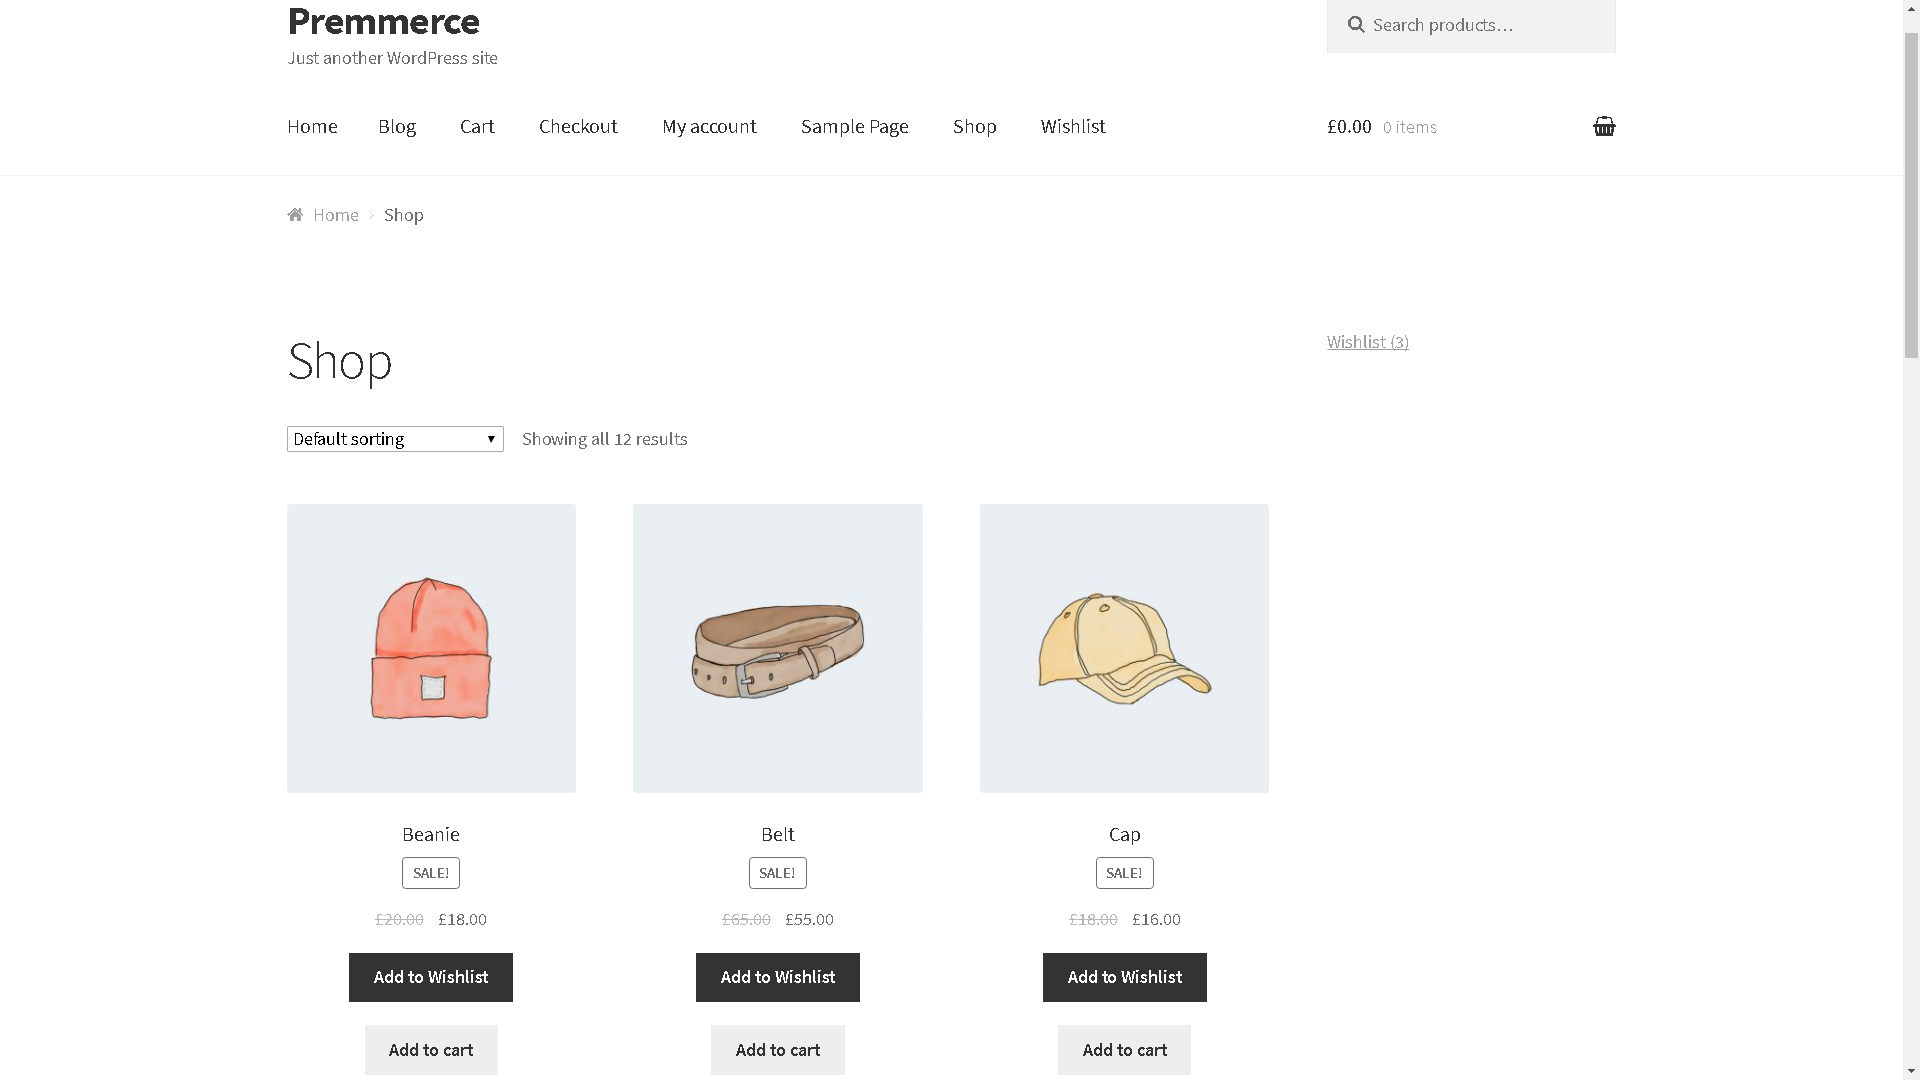 Premmerce
Just another WordPress site
Search products…
Home Blog Cart Checkout My account Sample Page Shop Wishlist
£0.00 0 items
Home Shop
Shop
Wishlist (3)
Default sorting
Showing all 12 results
Beanie
SALE!
£20.00 £18.00
Add to Wishlist
Add to cart
Belt
SALE!
£65.00 £55.00
Add to Wishlist
Add to cart
Cap
SALE!
£18.00 £16.00
Add to Wishlist
Add to cart